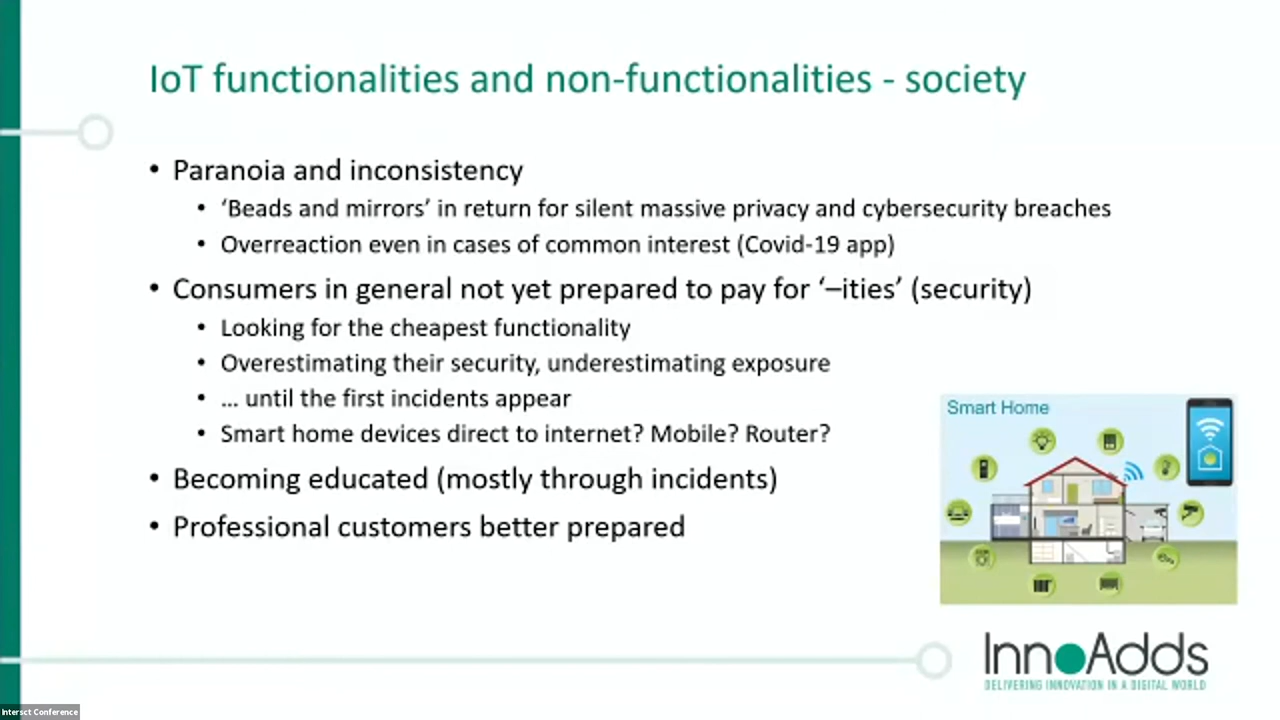 IoT functionalities and non-functionalities - society
• Paranoia and inconsistency
• ‘Beads and mirrors’ in return for silent massive privacy and cybersecurity breaches
• Overreaction even in cases of common interest (Covid-19 app)
• Consumers in general not yet prepared to pay for ‘–ities’ (security)
• Looking for the cheapest functionality
• Overestimating their security, underestimating exposure
• … until the first incidents appear
• Smart home devices direct to internet? Mobile? Router?
• Becoming educated (mostly through incidents)
• Professional customers better prepared
Smart Home
InnoAdds
DELIVERING INNOVATION IN A DIGITAL WORLD
Intersct Conference